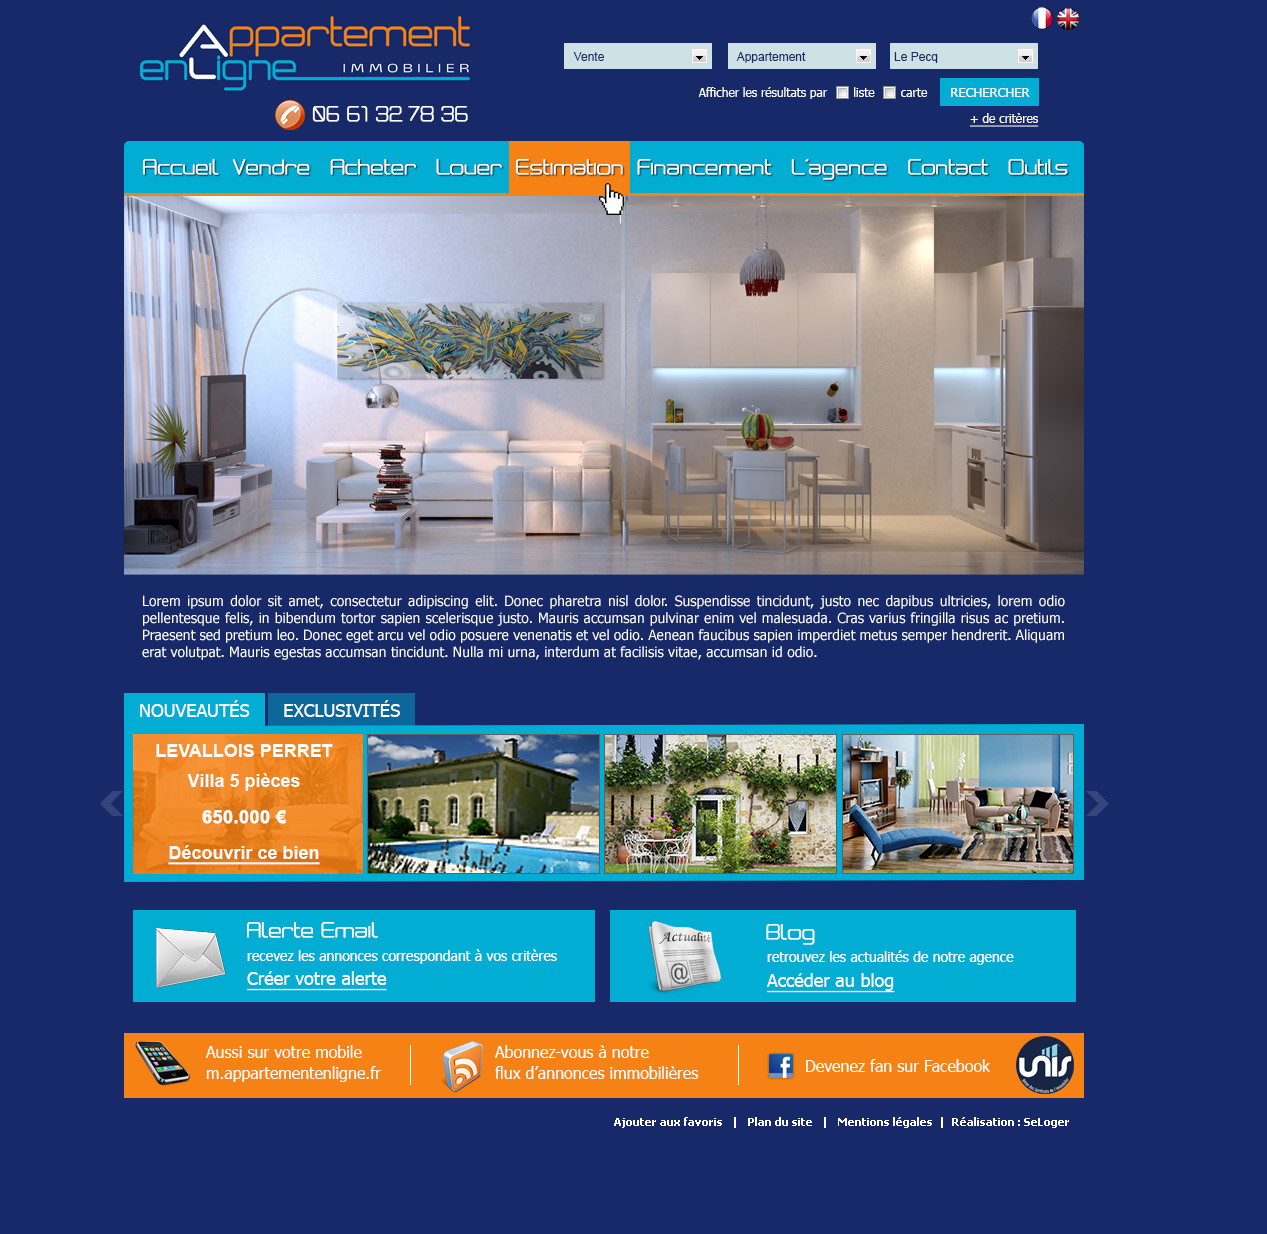 Appartement
enLigne IMMOBILIER
06 61 32 78 36
Vente
Appartement
Le Pecq
Afficher les résultats par liste carte RECHERCHER
+ de critères
Accueil Vendre Acheter Louer Estimation Financement L'agence Contact Outils
Lorem ipsum dolor sit amet, consectetur adipiscing elit. Donec pharetra nisl dolor. Suspendisse tincidunt, justo nec dapibus ultricies, lorem odio
pellentesque felis, in bibendum tortor sapien scelerisque justo. Mauris accumsan pulvinar enim vel malesuada. Cras varius fringilla risus ac pretium.
Praesent sed pretium leo. Donec eget arcu vel odio posuere venenatis et vel odio. Aenean faucibus sapien imperdiet metus semper hendrerit. Aliquam
erat volutpat. Mauris egestas accumsan tincidunt. Nulla mi urna, interdum at facilisis vitae, accumsan id odio.
NOUVEAUTÉS EXCLUSIVITÉS
LEVALLOIS PERRET
Villa 5 pièces
650.000 €
Découvrir ce bien
Alerte Email
recevez les annonces correspondant à vos critères
Créer votre alerte
Actualité
@
Blog
retrouvez les actualités de notre agence
Accéder au blog
Aussi sur votre mobile
m.appartementenligne.fr
Abonnez-vous à notre
flux d'annonces immobilières
Devenez fan sur Facebook
unis
Ajouter aux favoris | Plan du site | Mentions légales | Réalisation : SeLoger